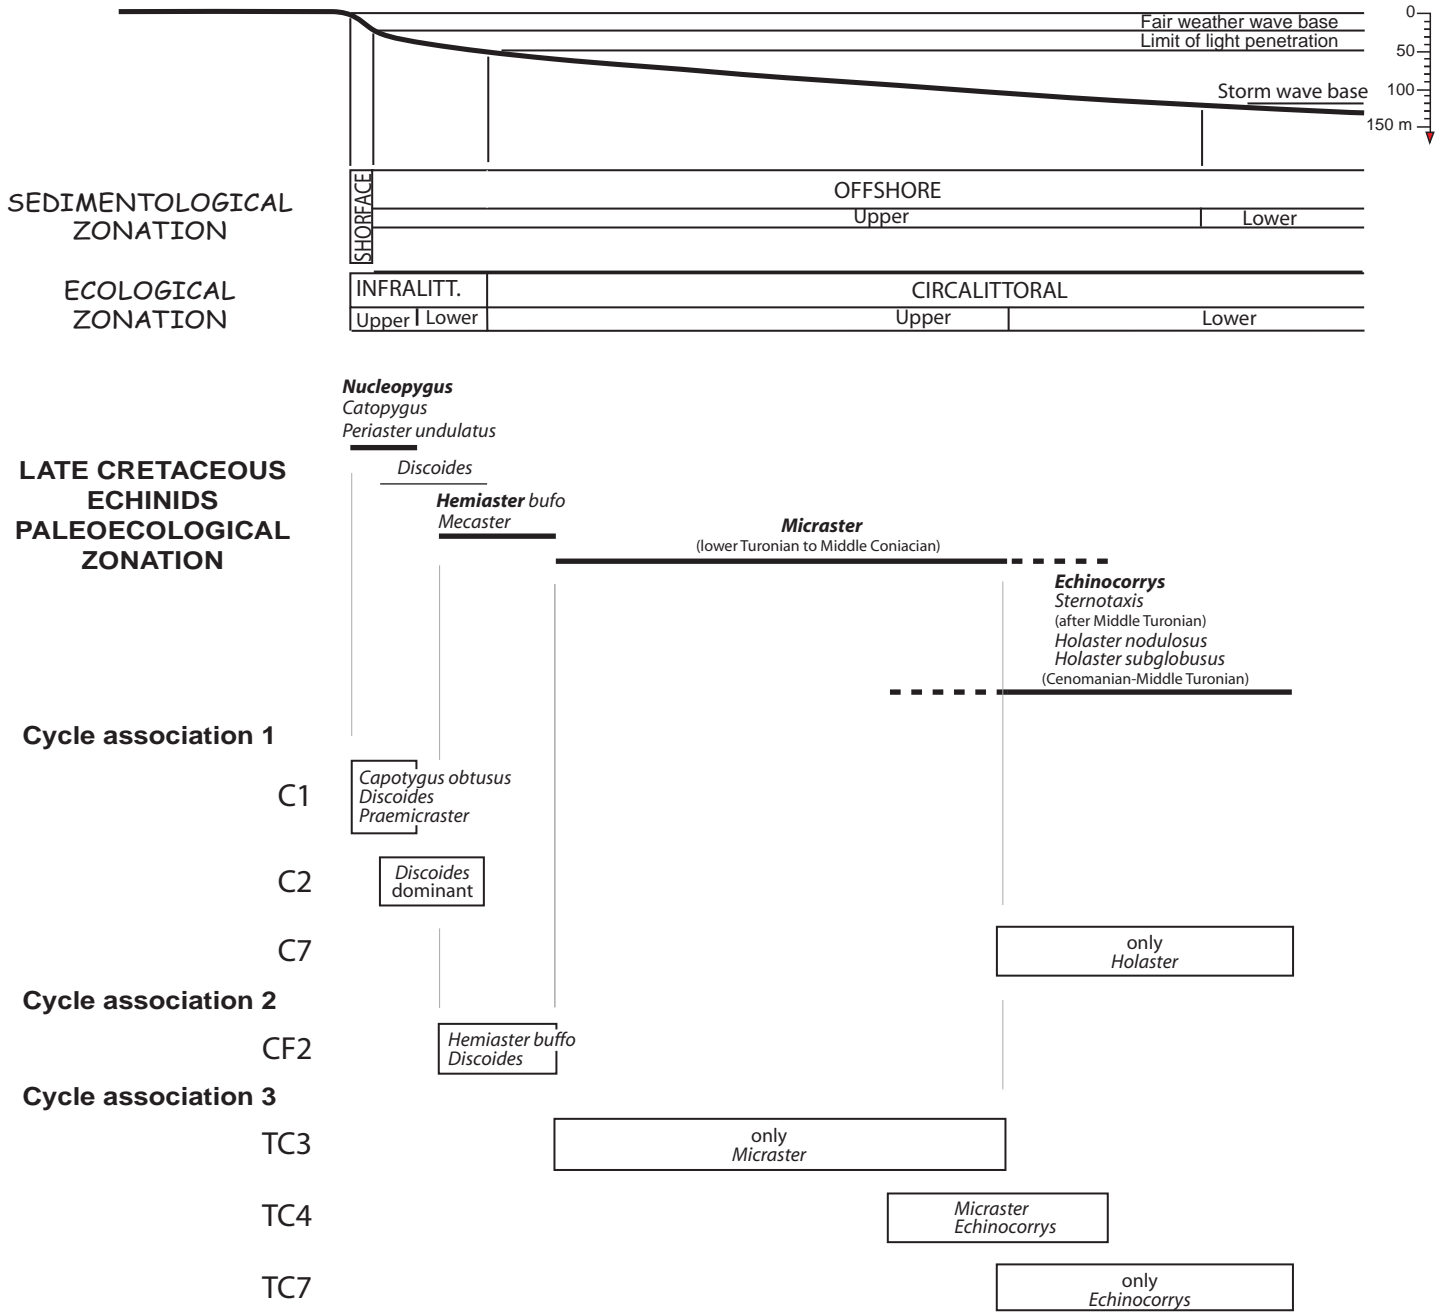 0
Fair weather wave base
Limit of light penetration
50
Storm wave base
100
150 m
SHORFACE
OFFSHORE
SEDIMENTOLOGICAL
ZONATION
Upper
Lower
ECOLOGICAL
ZONATION
INFRALITT.
CIRCALITTORAL
Upper
Lower
Upper
Lower
Nucleopygus
Catopygus
Periaster undulatus
LATE CRETACEOUS
ECHINIDS
PALEOECOLOGICAL
ZONATION
Discoides
Hemiaster bufo
Mecaster
Micraster
(lower Turonian to Middle Coniacian)
Echinocorrys
Sternotaxis
(after Middle Turonian)
Holaster nodulosus
Holaster subglobusus
(Cenomanian-Middle Turonian)
Cycle association 1
C1
Capotygus obtusus
Discoides
Praemicraster
C2
Discoides
dominant
C7
only
Holaster
Cycle association 2
CF2
Hemiaster buffo
Discoides
Cycle association 3
TC3
only
Micraster
TC4
Micraster
Echinocorrys
TC7
only
Echinocorrys